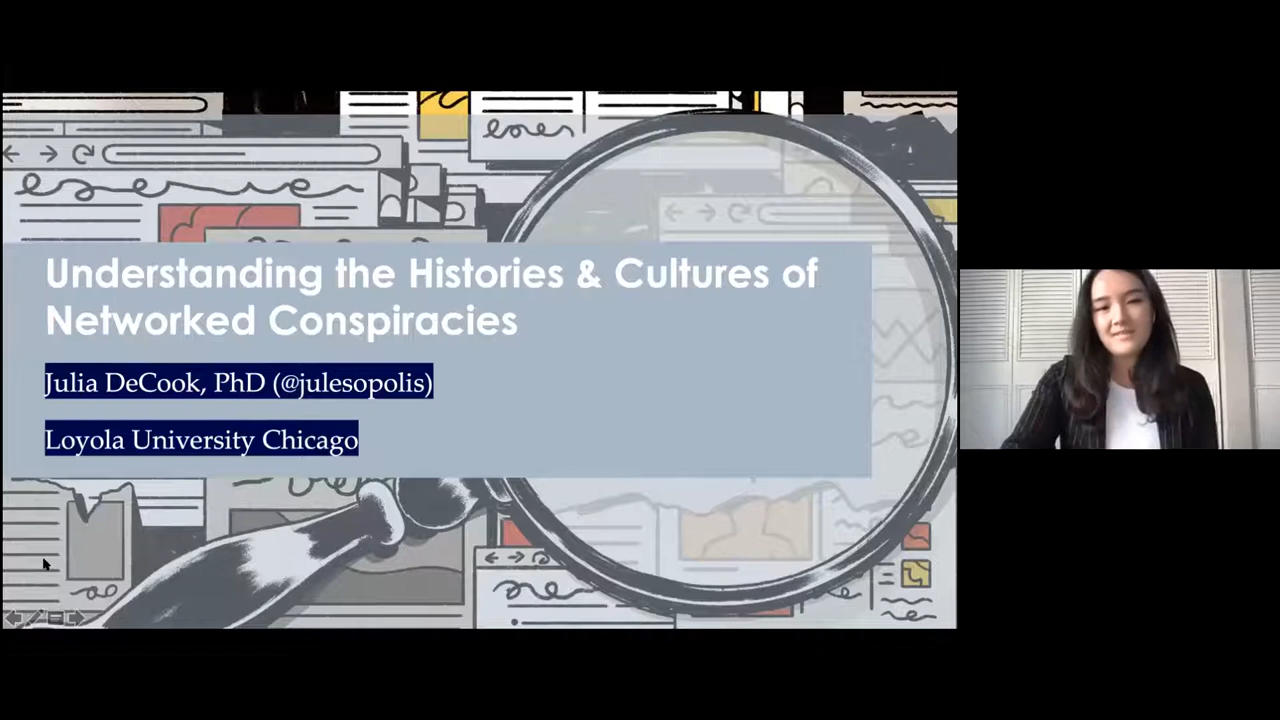 Understanding the Histories & Cultures of
Networked Conspiracies
Julia DeCook, PhD (@julesopolis)
Loyola University Chicago